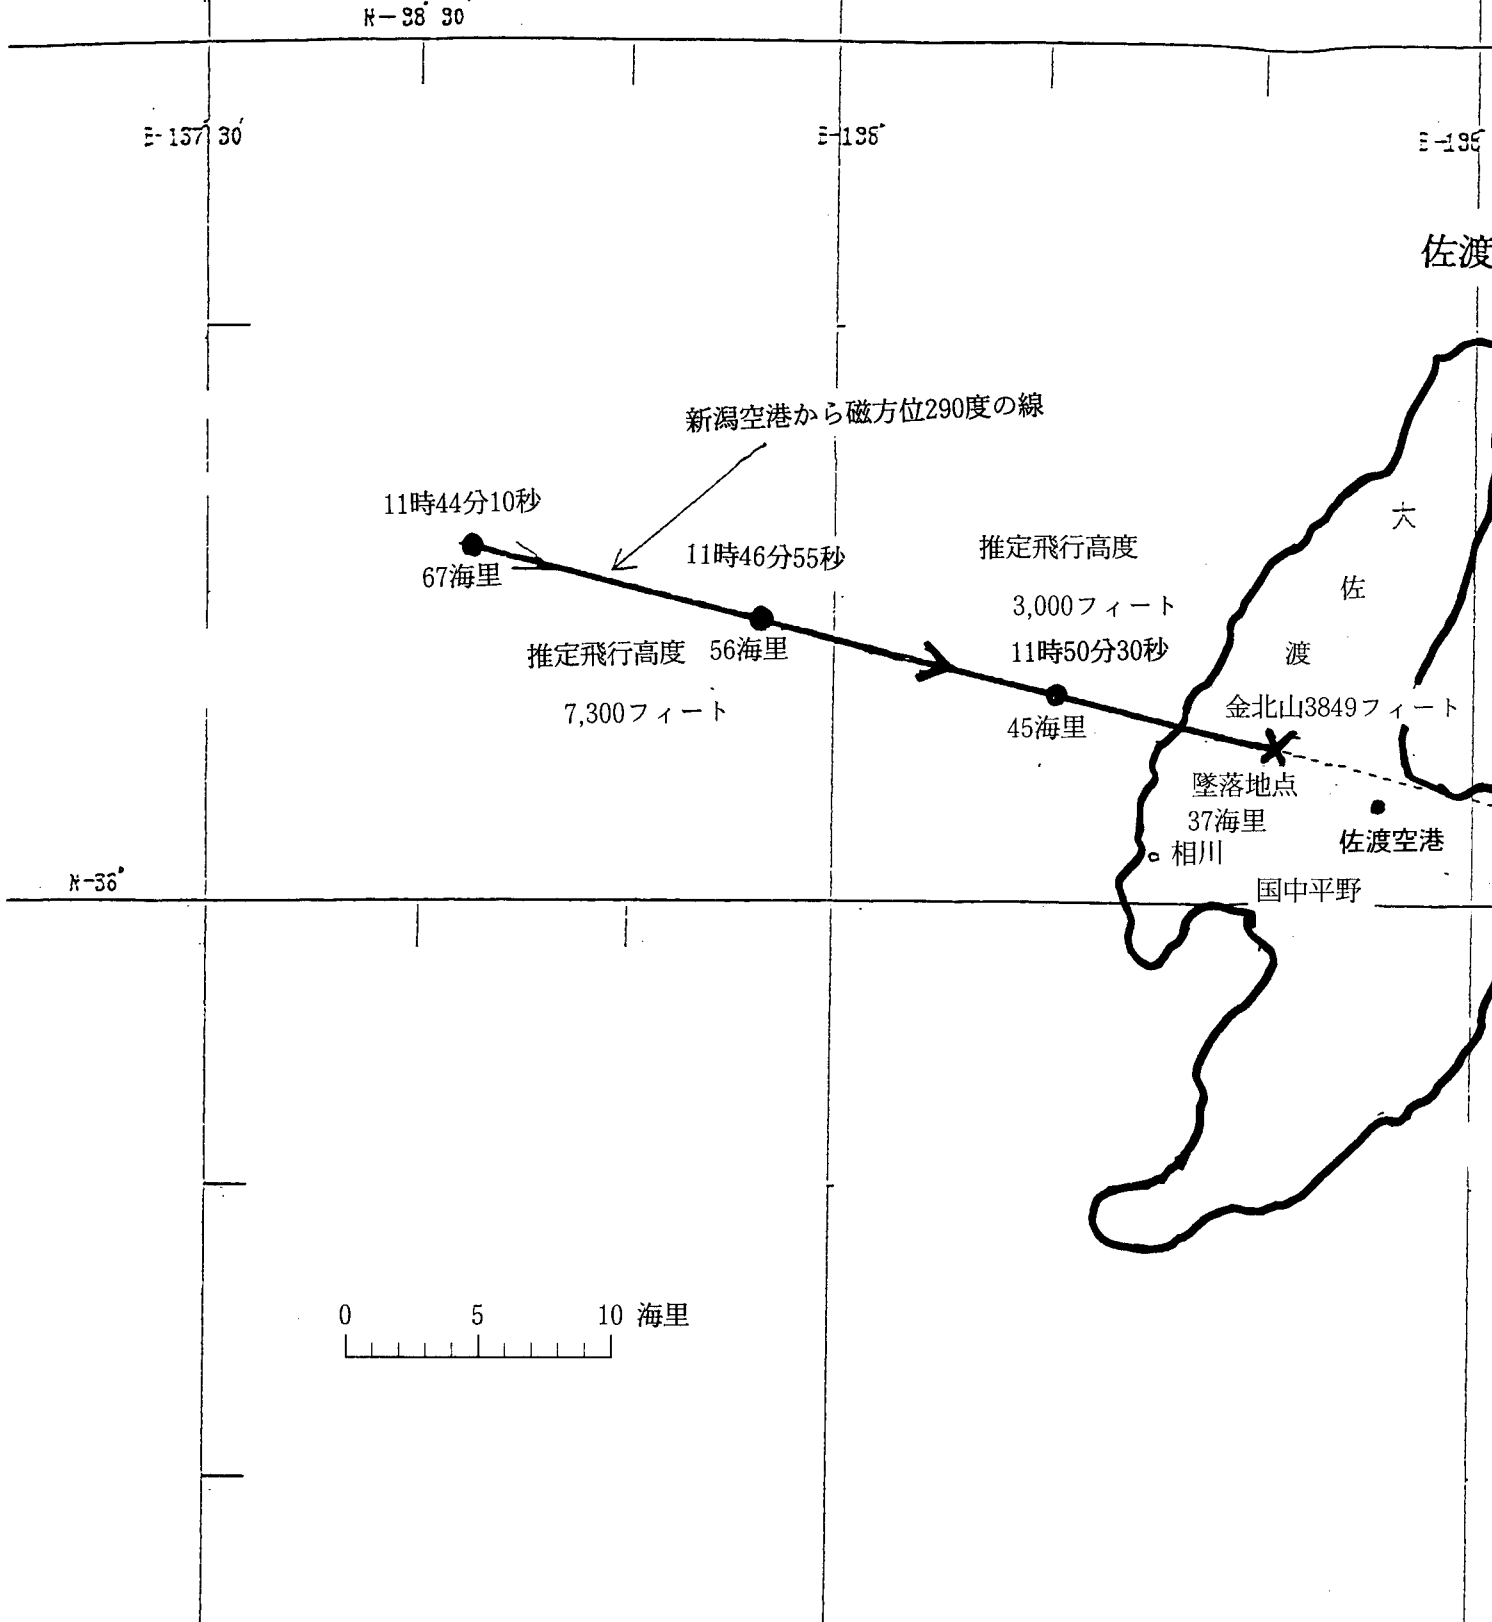 N-38°30′
E-137°30′
E-138°
佐渡
新潟空港から磁方位290度の線
11時44分10秒
67海里
11時46分55秒
推定飛行高度
56海里
7,300フィート
推定飛行高度
3,000フィート
11時50分30秒
45海里
大
佐
渡
金北山3849フィート
墜落地点
37海里
佐渡空港
相川
国中平野
N-38°
0 5 10 海里